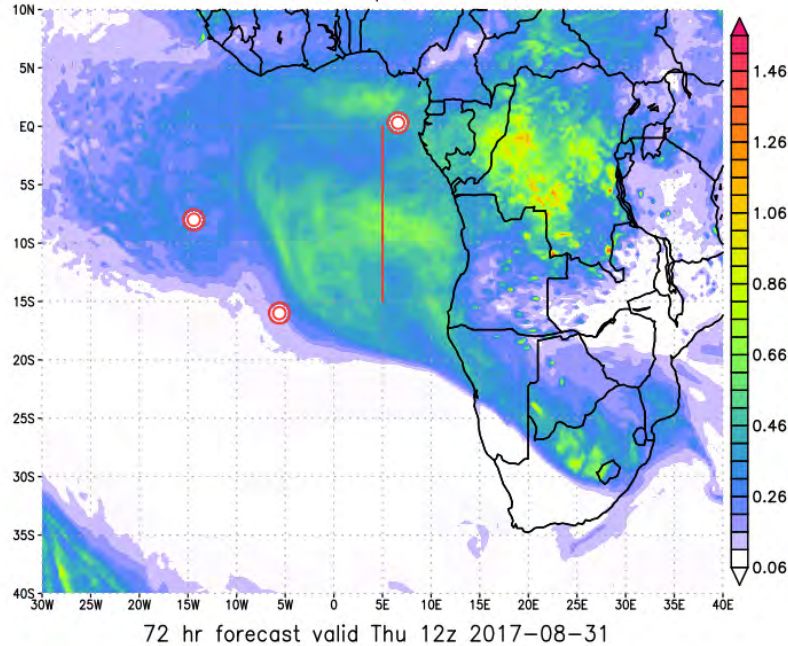 10N
5N
EQ
5S
10S
15S
20S
25S
30S
35S
40S
30W 25W 20W 15W 10W 5W 0 5E 10E 15E 20E 25E 30E 35E 40E
1.46
1.26
1.06
0.86
0.66
0.46
0.26
0.06
72 hr forecast valid Thu 12z 2017-08-31